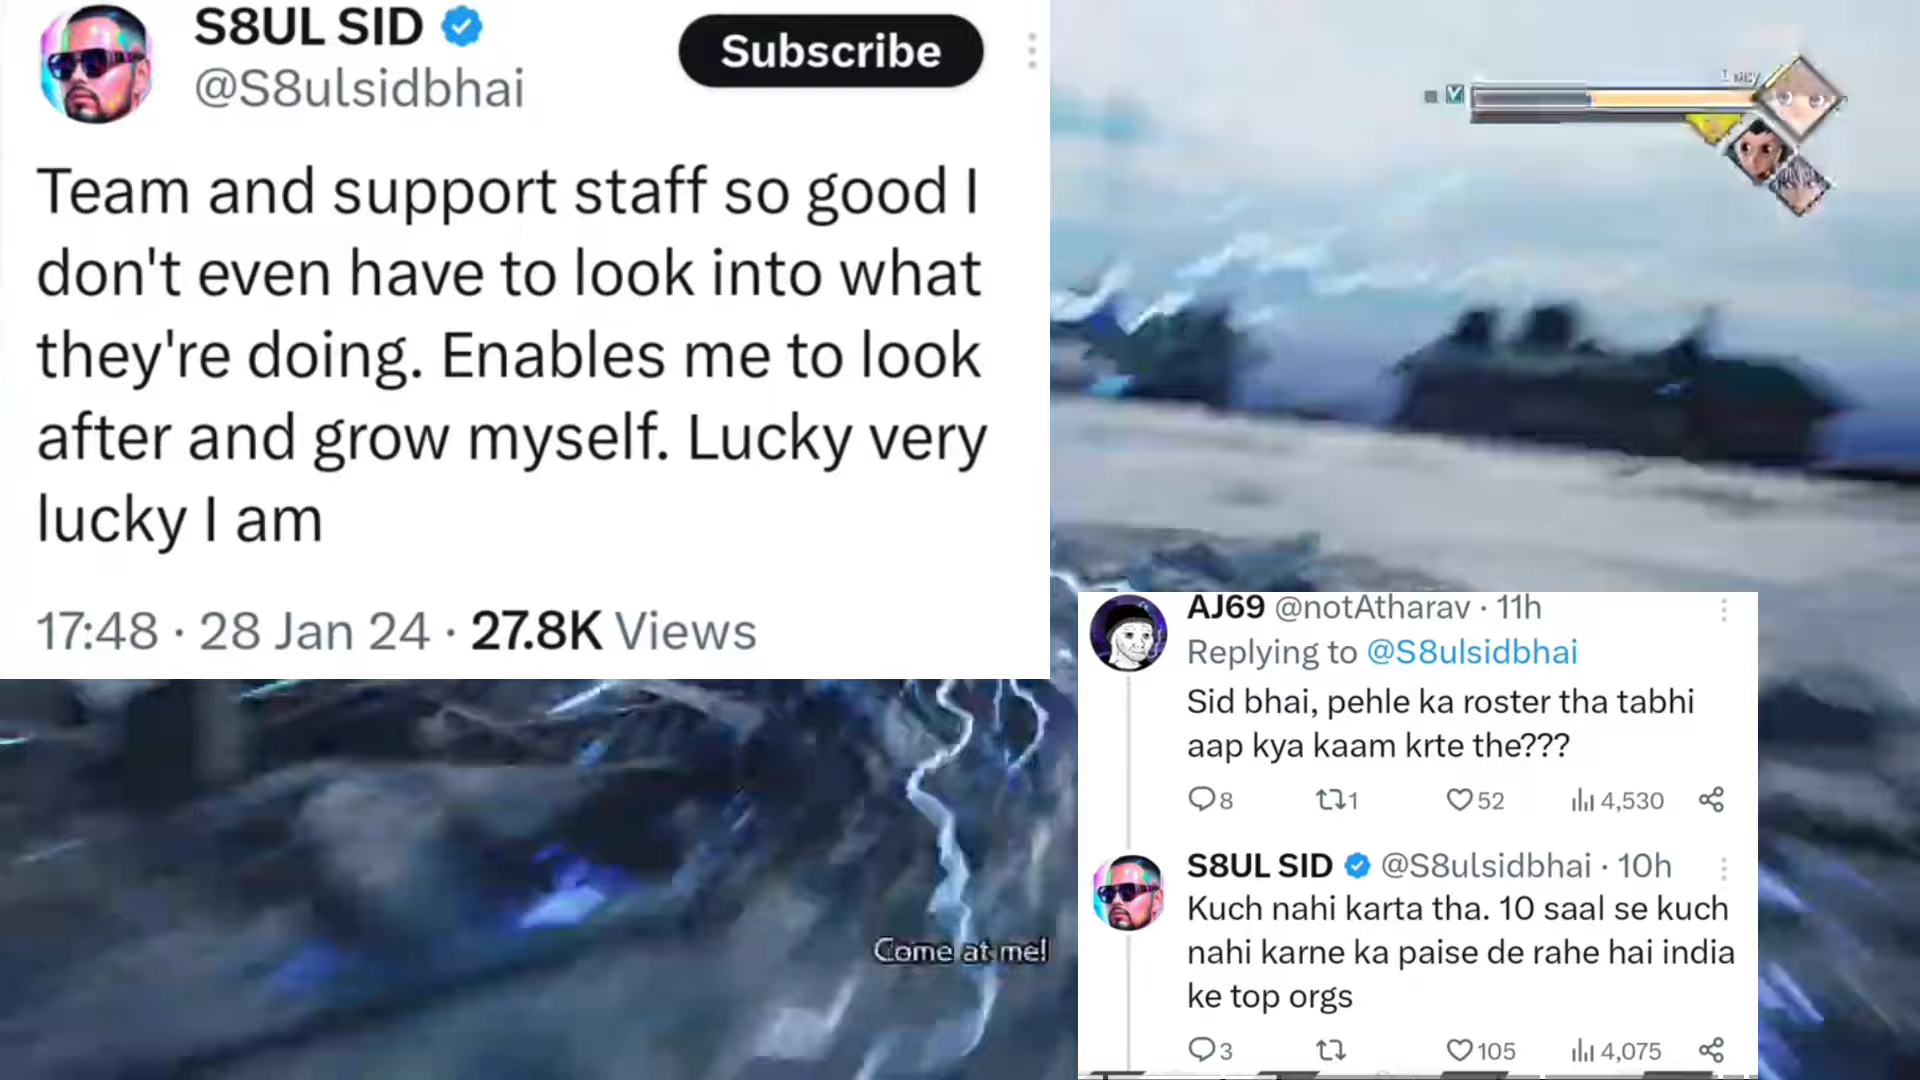 S8UL SID
@S8ulsidbhai
Subscribe
Team and support staff so good I
don't even have to look into what
they're doing. Enables me to look
after and grow myself. Lucky very
lucky I am
17:48 · 28 Jan 24 · 27.8K Views
Come at me!
AJ69 @notAtharav · 11h
Replying to @S8ulsidbhai
Sid bhai, pehle ka roster tha tabhi
aap kya kaam krte the???
8 1 52 4,530
S8UL SID @S8ulsidbhai · 10h
Kuch nahi karta tha. 10 saal se kuch
nahi karne ka paise de rahe hai india
ke top orgs
3 105 4,075